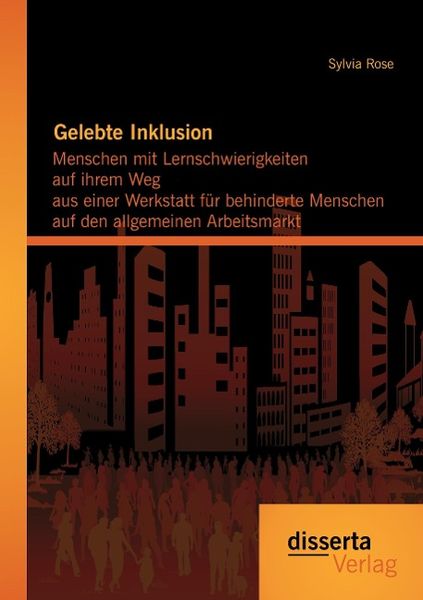 Sylvia Rose
Gelebte Inklusion
Menschen mit Lernschwierigkeiten
auf ihrem Weg
aus einer Werkstatt für behinderte Menschen
auf den allgemeinen Arbeitsmarkt
disserta
Verlag